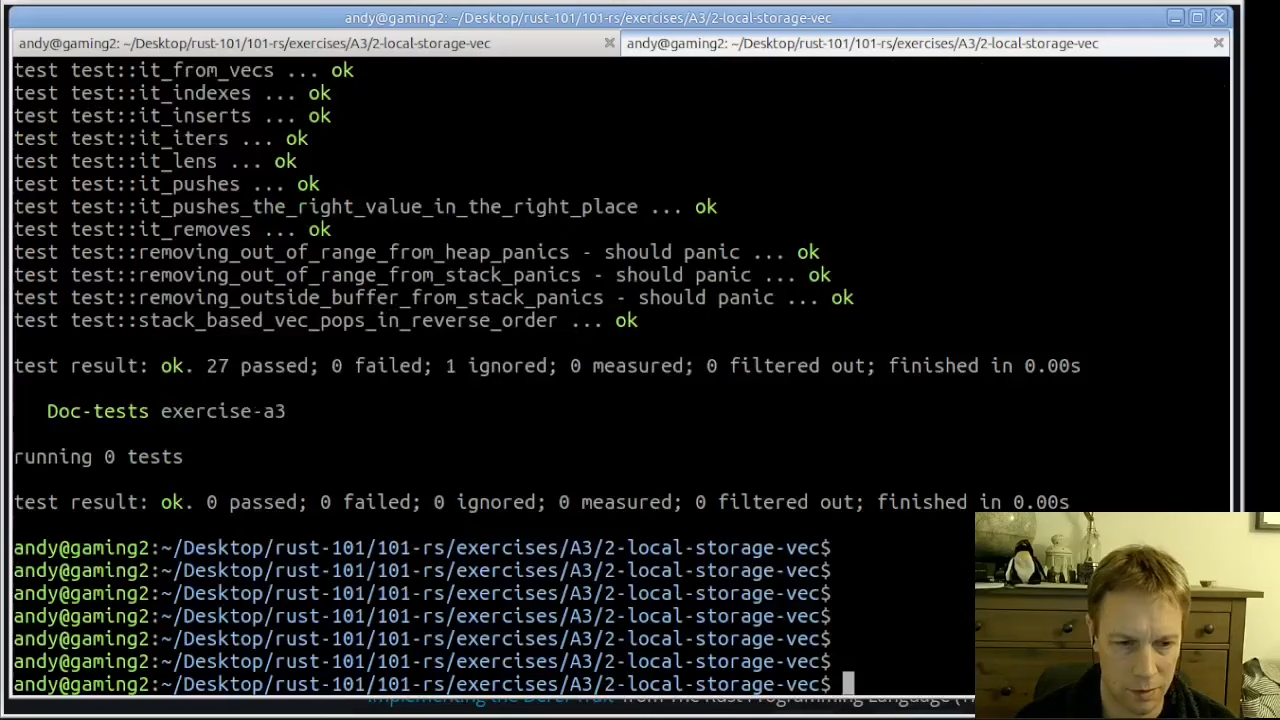 andy@gaming2: ~/Desktop/rust-101/101-rs/exercises/A3/2-local-storage-vec
andy@gaming2: ~/Desktop/rust-101/101-rs/exercises/A3/2-local-storage-vec
andy@gaming2: ~/Desktop/rust-101/101-rs/exercises/A3/2-local-storage-vec
test test::it_from_vecs ... ok
test test::it_indexes ... ok
test test::it_inserts ... ok
test test::it_iters ... ok
test test::it_lens ... ok
test test::it_pushes ... ok
test test::it_pushes_the_right_value_in_the_right_place ... ok
test test::it_removes ... ok
test test::removing_out_of_range_from_heap_panics - should panic ... ok
test test::removing_out_of_range_from_stack_panics - should panic ... ok
test test::removing_outside_buffer_from_stack_panics - should panic ... ok
test test::stack_based_vec_pops_in_reverse_order ... ok
test result: ok. 27 passed; 0 failed; 1 ignored; 0 measured; 0 filtered out; finished in 0.00s
Doc-tests exercise-a3
running 0 tests
test result: ok. 0 passed; 0 failed; 0 ignored; 0 measured; 0 filtered out; finished in 0.00s
andy@gaming2:~/Desktop/rust-101/101-rs/exercises/A3/2-local-storage-vec$
andy@gaming2:~/Desktop/rust-101/101-rs/exercises/A3/2-local-storage-vec$
andy@gaming2:~/Desktop/rust-101/101-rs/exercises/A3/2-local-storage-vec$
andy@gaming2:~/Desktop/rust-101/101-rs/exercises/A3/2-local-storage-vec$
andy@gaming2:~/Desktop/rust-101/101-rs/exercises/A3/2-local-storage-vec$
andy@gaming2:~/Desktop/rust-101/101-rs/exercises/A3/2-local-storage-vec$
andy@gaming2:~/Desktop/rust-101/101-rs/exercises/A3/2-local-storage-vec$
from The Rust Programming Language